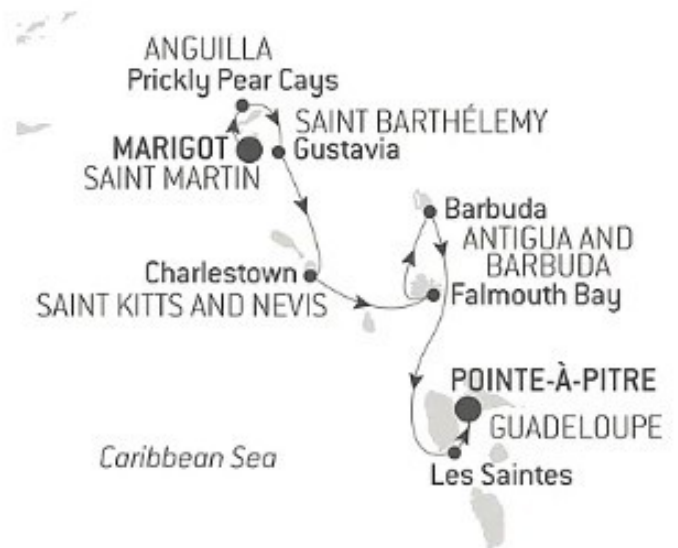 ANGUILLA
Prickly Pear Cays
SAINT BARTHÉLEMY
MARIGOT
Gustavia
SAINT MARTIN
Barbuda
ANTIGUA AND
BARBUDA
Charlestown
SAINT KITTS AND NEVIS
Falmouth Bay
POINTE-À-PITRE
GUADELOUPE
Caribbean Sea
Les Saintes